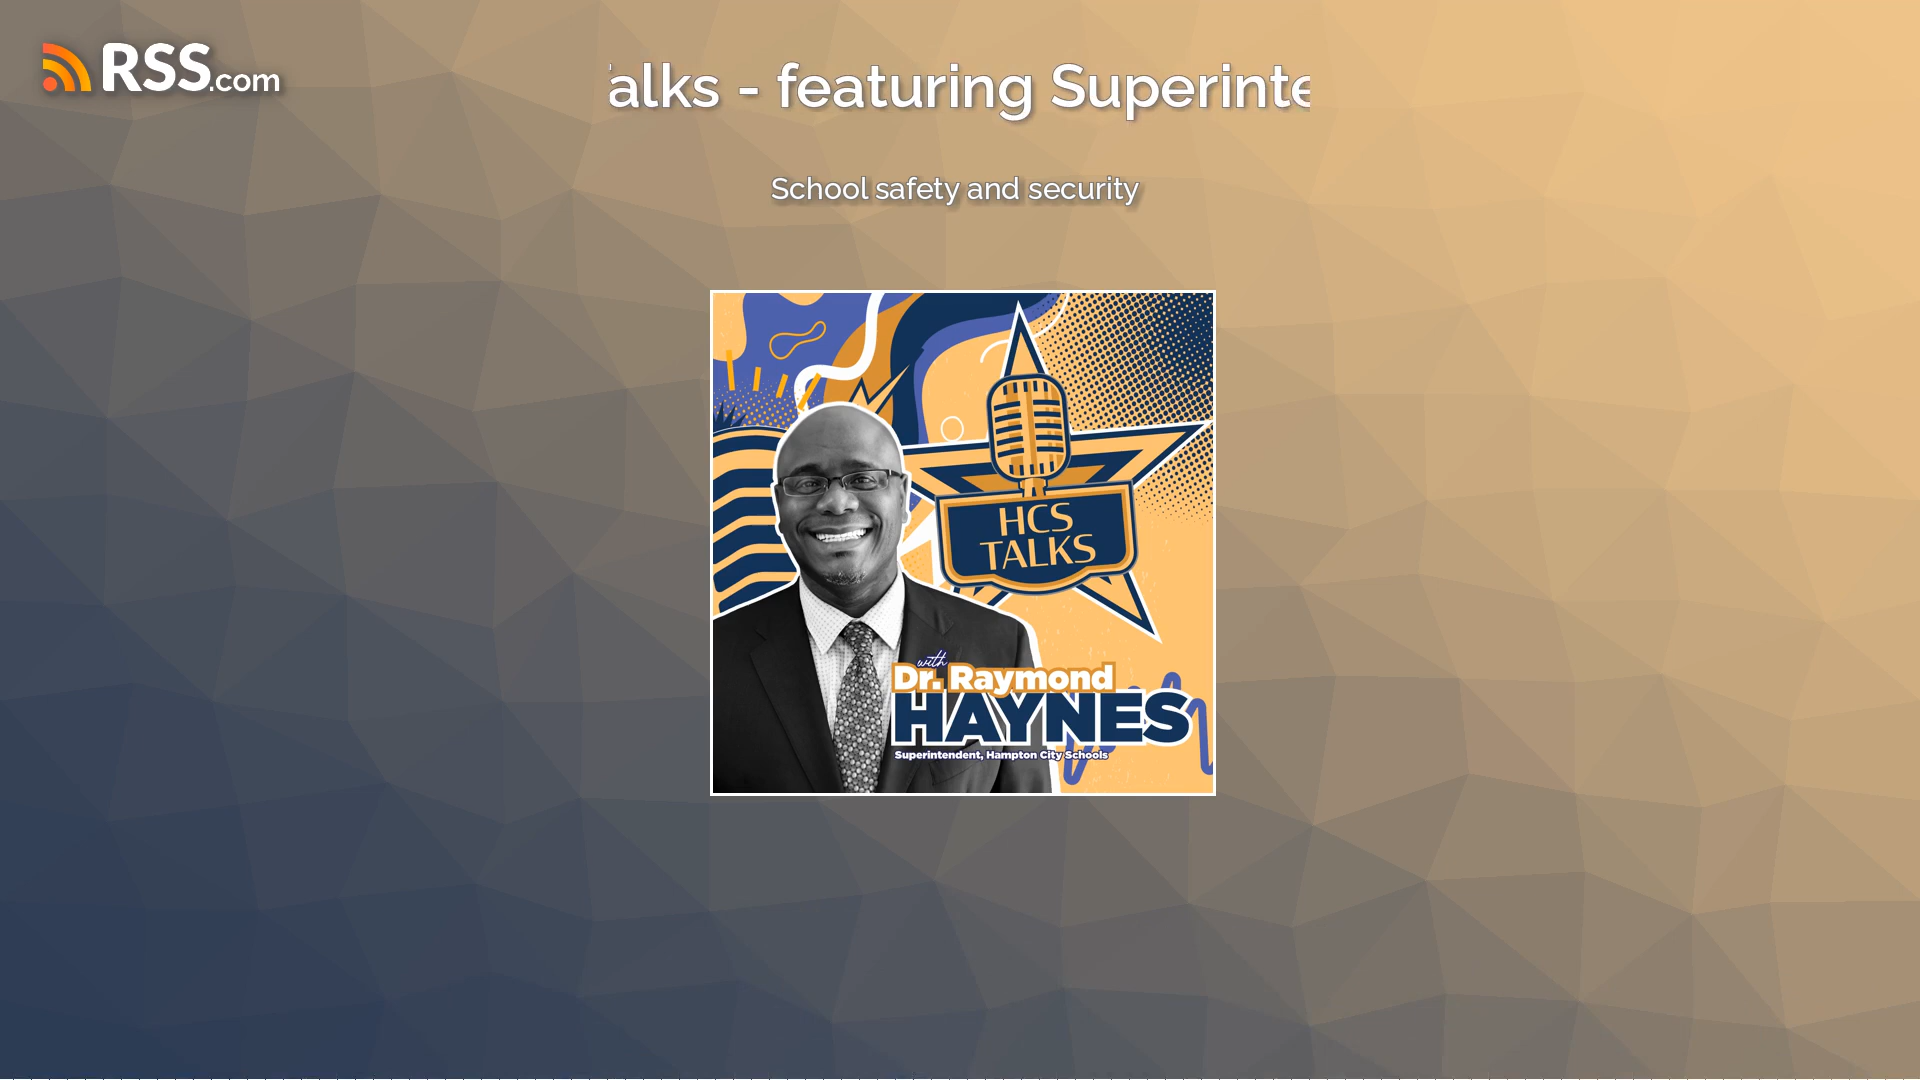 RSS.com
alks - featuring Superinte
School safety and security
HCS
TALKS
with
Dr. Raymond
HAYNES
Superintendent, Hampton City Schools